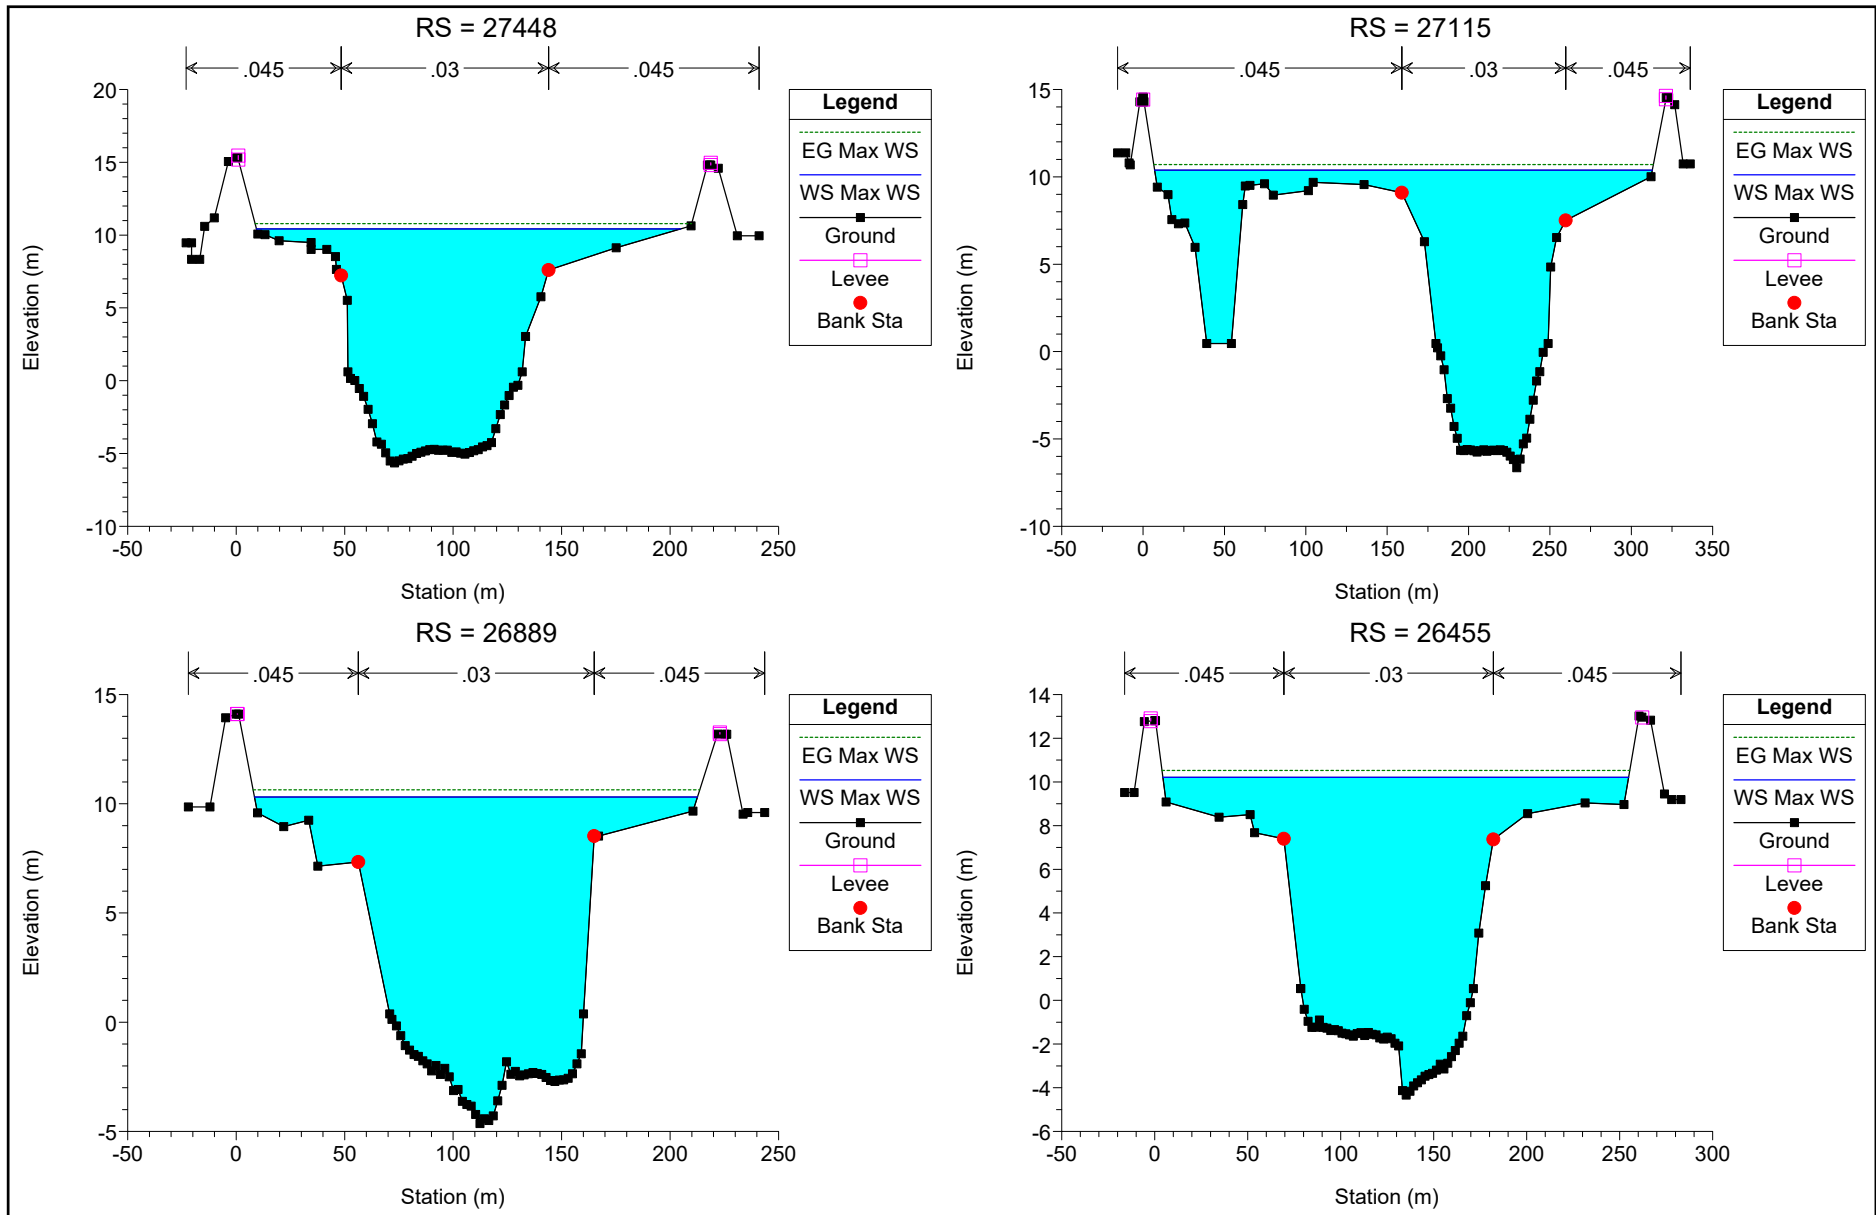 RS = 27448
.045 .03 .045
20
15
10
5
0
-5
-10
-50 0 50 100 150 200 250
Elevation (m)
Station (m)
Legend
EG Max WS
WS Max WS
Ground
Levee
Bank Sta
RS = 27115
.045 .03 .045
15
10
5
0
-5
-10
-50 0 50 100 150 200 250 300 350
Elevation (m)
Station (m)
Legend
EG Max WS
WS Max WS
Ground
Levee
Bank Sta
RS = 26889
.045 .03 .045
15
10
5
0
-5
-50 0 50 100 150 200 250
Elevation (m)
Station (m)
Legend
EG Max WS
WS Max WS
Ground
Levee
Bank Sta
RS = 26455
.045 .03 .045
14
12
10
8
6
4
2
0
-2
-4
-6
-50 0 50 100 150 200 250 300
Elevation (m)
Station (m)
Legend
EG Max WS
WS Max WS
Ground
Levee
Bank Sta